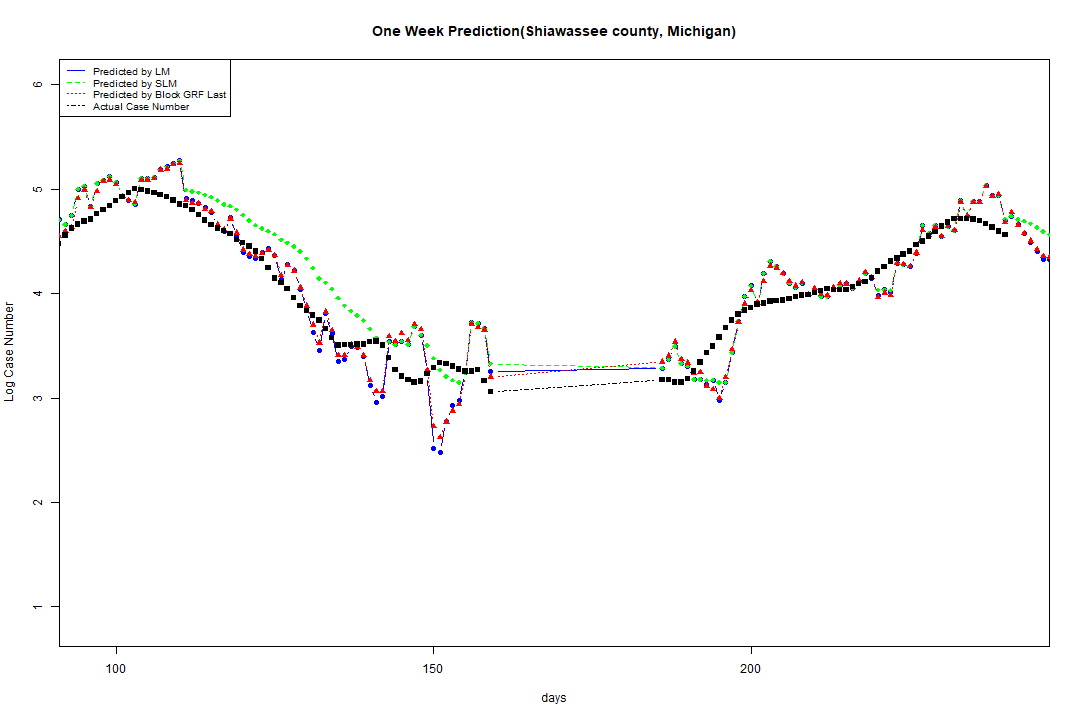 One Week Prediction(Shiawassee county, Michigan)
Predicted by LM
Predicted by SLM
Predicted by Block GRF Last
Actual Case Number
6
5
4
3
2
1
Log Case Number
100
150
200
days